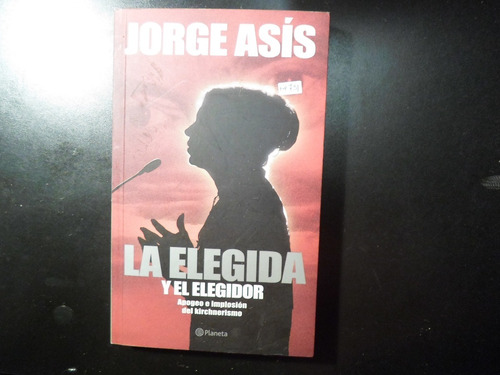 JORGE ASÍS
LA ELEGIDA
Y EL ELEGIDOR
Apogeo e implosión
del kirchnerismo
Planeta